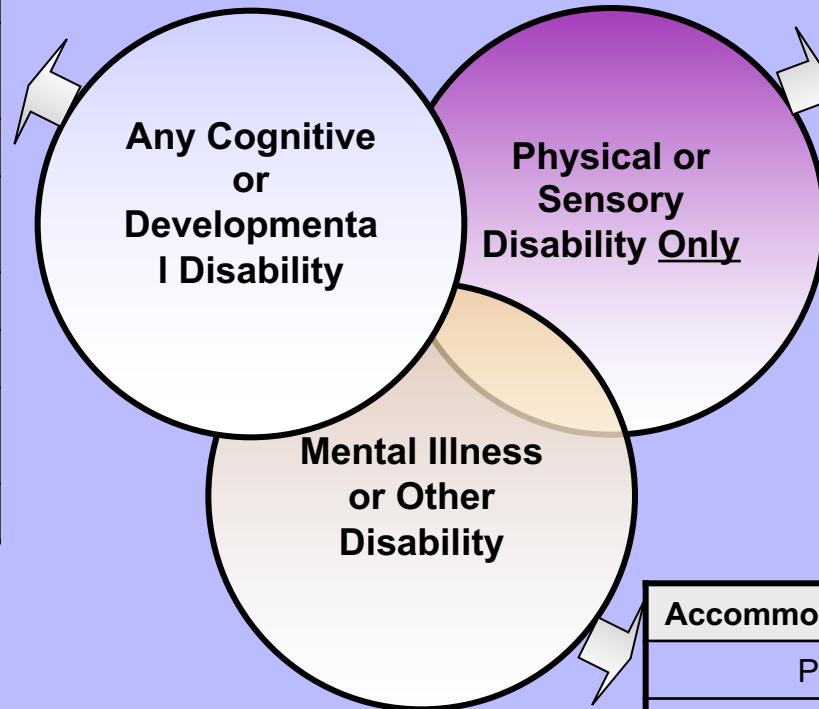 Any Cognitive
or
Developmenta
l Disability
Physical or
Sensory
Disability Only
Mental Illness
or Other
Disability
Accommo
P